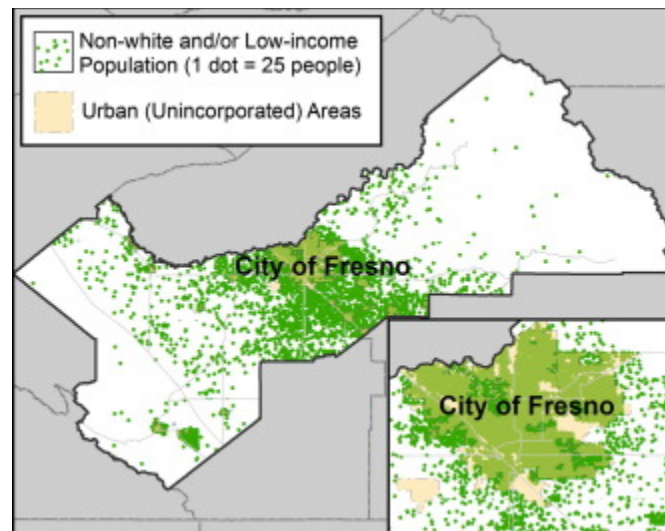 Non-white and/or Low-income
Population (1 dot = 25 people)
Urban (Unincorporated) Areas
City of Fresno
City of Fresno